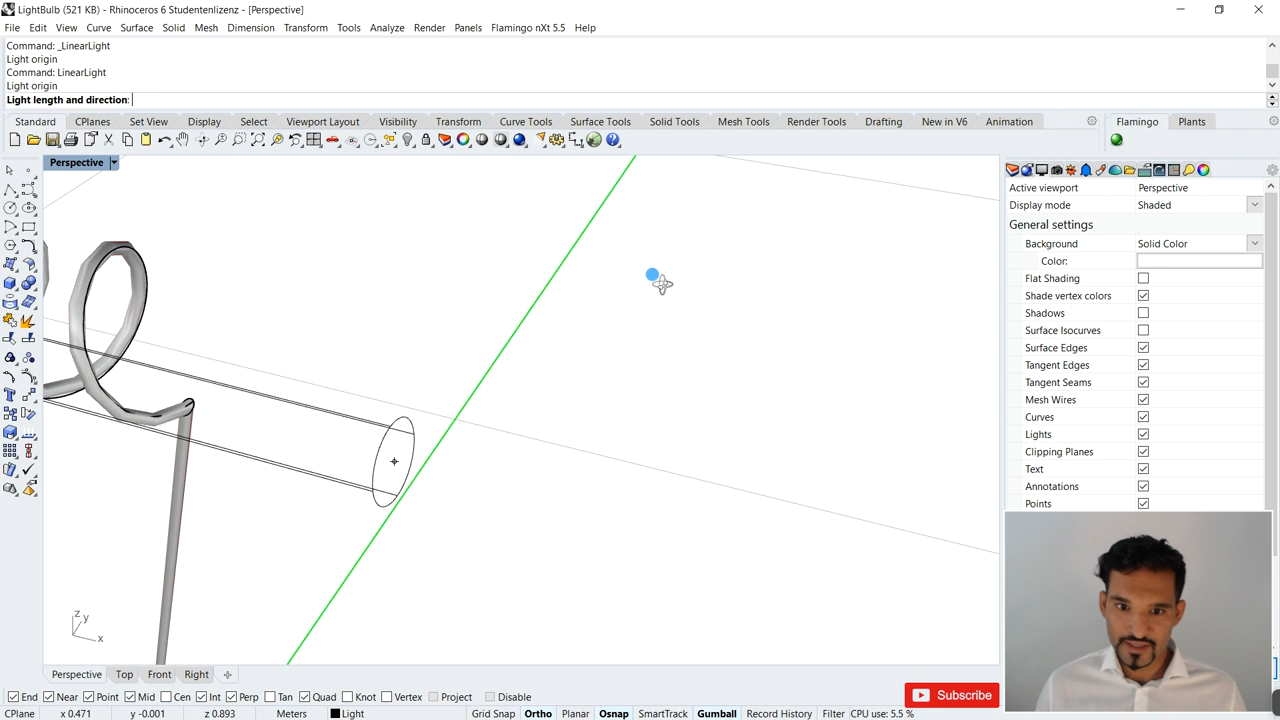 LightBulb (521 KB) - Rhinoceros 6 Studentenlizenz - [Perspective]
File Edit View Curve Surface Solid Mesh Dimension Transform Tools Analyze Render Panels Flamingo nXt 5.5 Help
Command: _LinearLight
Light origin
Command: LinearLight
Light origin
Light length and direction:
Standard CPlanes Set View Display Select Viewport Layout Visibility Transform Curve Tools Surface Tools Solid Tools Mesh Tools Render Tools Drafting New in V6 Animation Flamingo Plants
Perspective
Active viewport Perspective
Display mode Shaded
General settings
Background Solid Color
Color:
Flat Shading
Shade vertex colors
Shadows
Surface Isocurves
Surface Edges
Tangent Edges
Tangent Seams
Mesh Wires
Curves
Lights
Clipping Planes
Text
Annotations
Points
z y
x
Perspective Top Front Right
End Near Point Mid Cen Int Perp Tan Quad Knot Vertex Project Disable
Subscribe
CPlane x 0.471 y -0.001 Meters Light Grid Snap Ortho Planar Osnap SmartTrack Gumball Record History Filter CPU use: 5.5 %